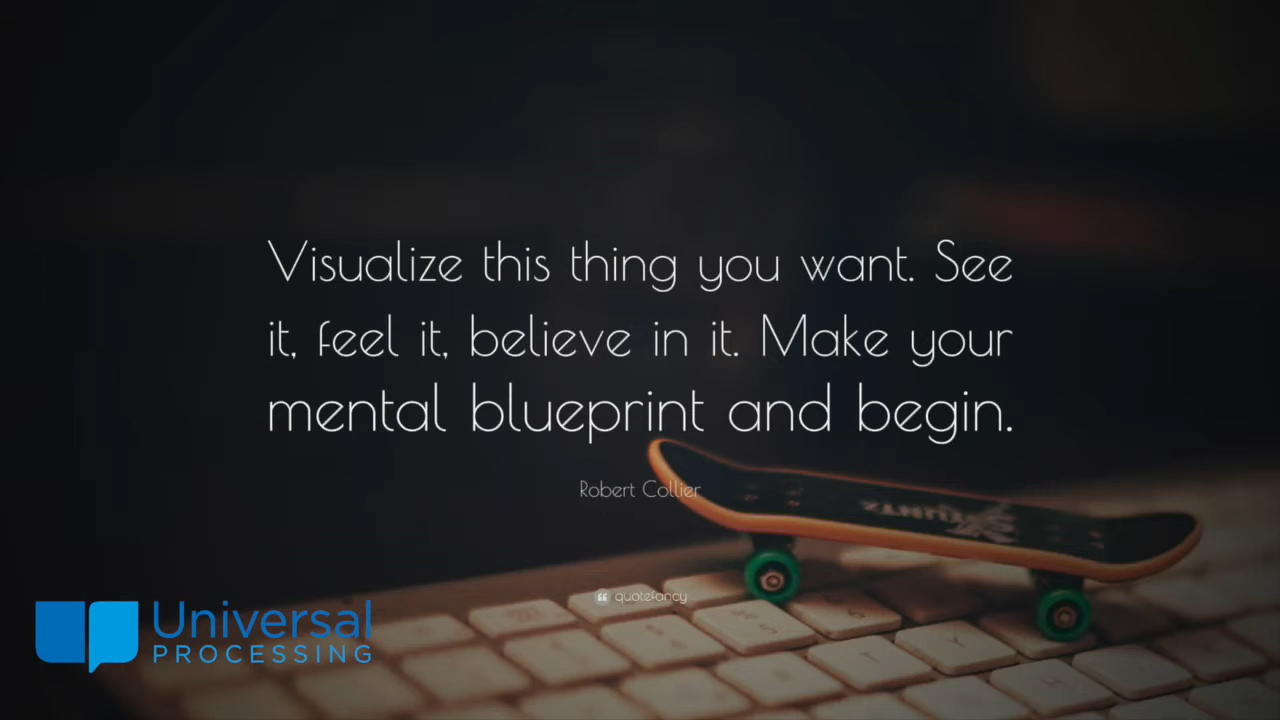 Visualize this thing you want. See
it, feel it, believe in it. Make your
mental blueprint and begin.
Robert Collier
quotefancy
Universal
PROCESSING